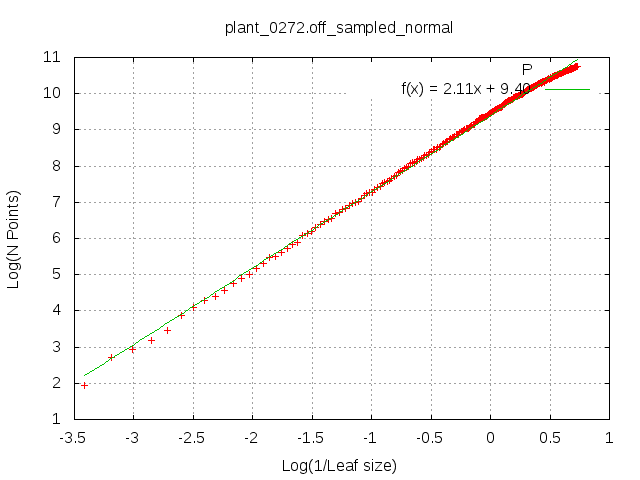 plant_0272.off_sampled_normal
11
10
9
8
7
6
5
4
3
2
1
P
f(x) = 2.11x + 9.40
Log(N Points)
-3.5 -3 -2.5 -2 -1.5 -1 -0.5 0 0.5 1
Log(1/Leaf size)